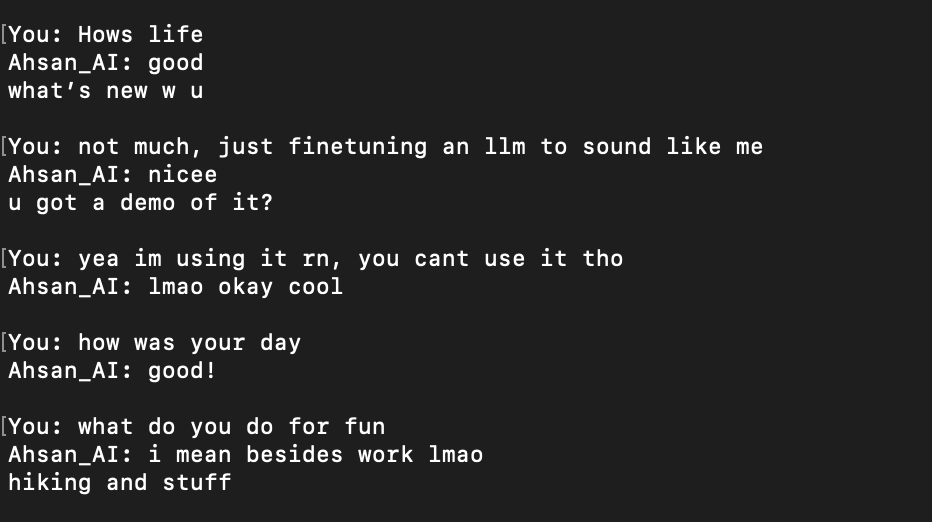 [You: Hows life
Ahsan_AI: good
what’s new w u
[You: not much, just finetuning an llm to sound like me
Ahsan_AI: nicee
u got a demo of it?
[You: yea im using it rn, you cant use it tho
Ahsan_AI: lmao okay cool
[You: how was your day
Ahsan_AI: good!
[You: what do you do for fun
Ahsan_AI: i mean besides work lmao
hiking and stuff